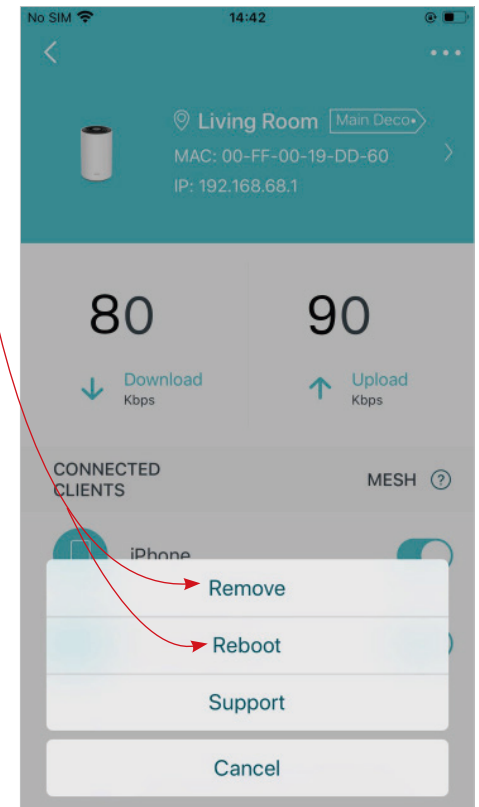 No SIM 14:42
Living Room Main Deco
MAC: 00-FF-00-19-DD-60
IP: 192.168.68.1
80 90
Download Upload
Kbps Kbps
CONNECTED
CLIENTS
MESH ?
iPhone
Remove
Reboot
Support
Cancel